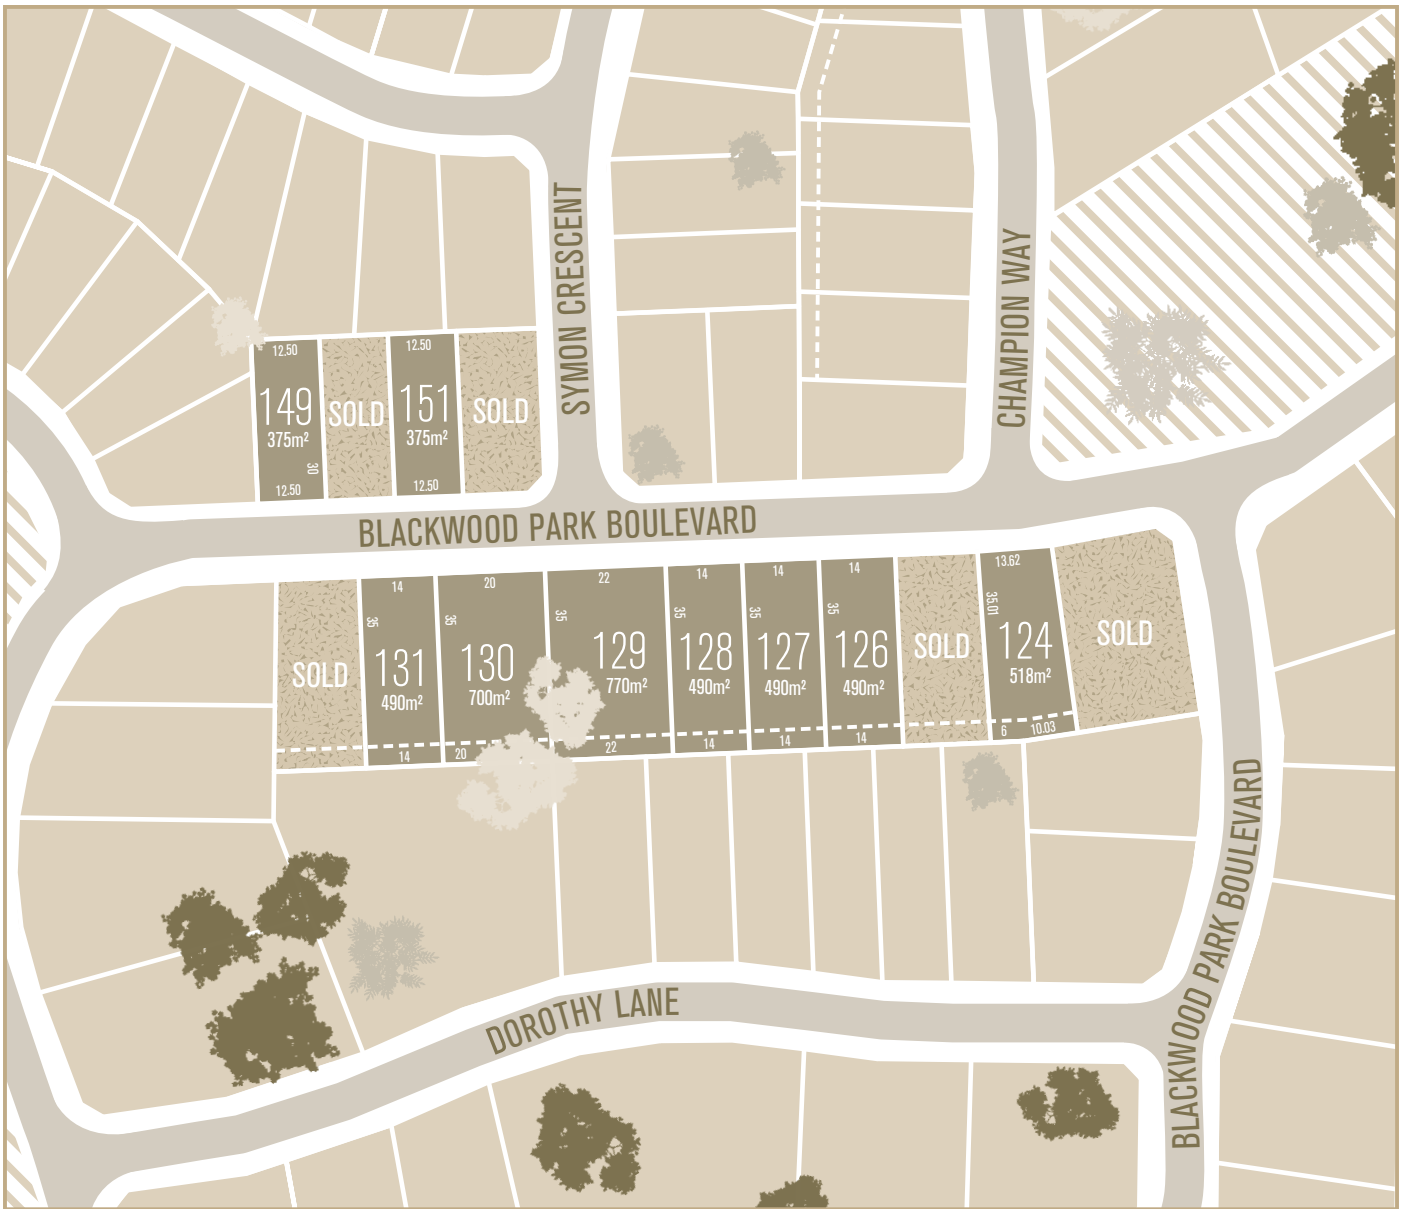 SYMON CRESCENT
CHAMPION WAY
12.50
149
375m²
30
12.50
SOLD
12.50
151
375m²
12.50
SOLD
BLACKWOOD PARK BOULEVARD
SOLD
14
35
131
490m²
14
20
35
130
700m²
20
22
35
129
770m²
22
14
35
128
490m²
14
14
35
127
490m²
14
14
35
126
490m²
14
SOLD
13.62
35.01
124
518m²
6
10.03
SOLD
BLACKWOOD PARK BOULEVARD
DOROTHY LANE